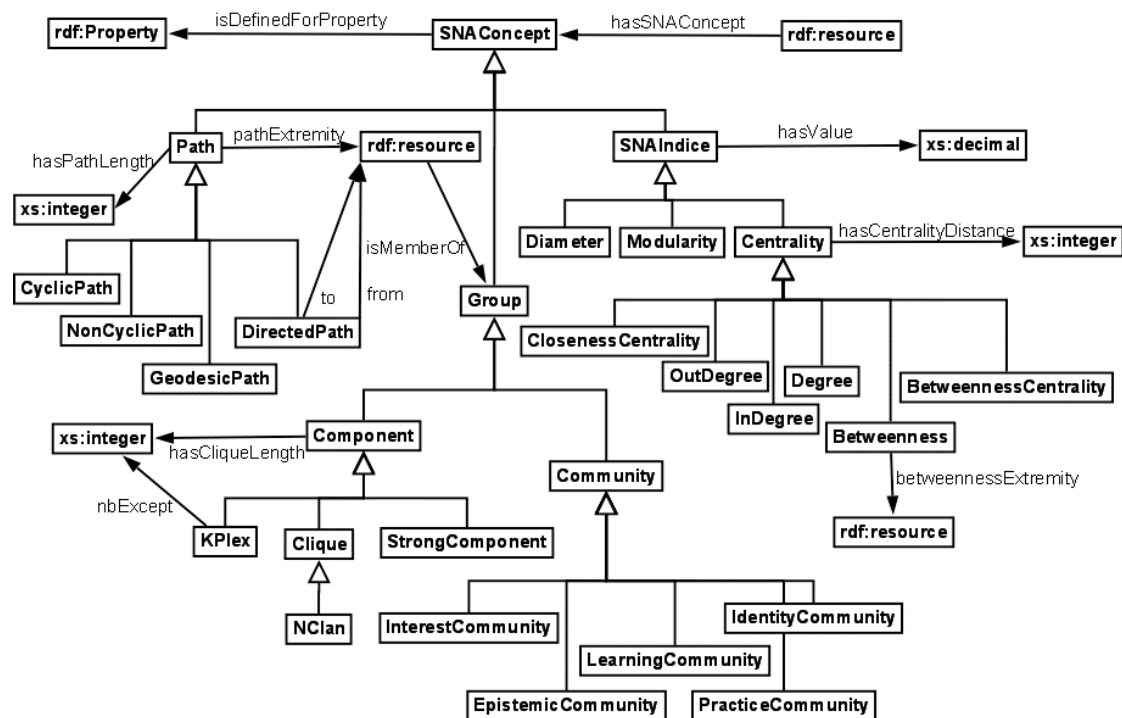 isDefinedForProperty
hasSNAConcept
rdf:Property
SNAConcept
rdf:resource
Path
pathExtremity
rdf:resource
SNAIndice
hasValue
xs:decimal
hasPathLength
xs:integer
Diameter
Modularity
Centrality
hasCentralityDistance
xs:integer
isMemberOf
CyclicPath
to
from
Group
NonCyclicPath
DirectedPath
ClosenessCentrality
GeodesicPath
OutDegree
Degree
BetweennessCentrality
InDegree
xs:integer
Component
Betweenness
hasCliqueLength
Community
betweennessExtremity
nbExcept
KPlex
Clique
StrongComponent
rdf:resource
NClan
InterestCommunity
IdentityCommunity
LearningCommunity
EpistemicCommunity
PracticeCommunity